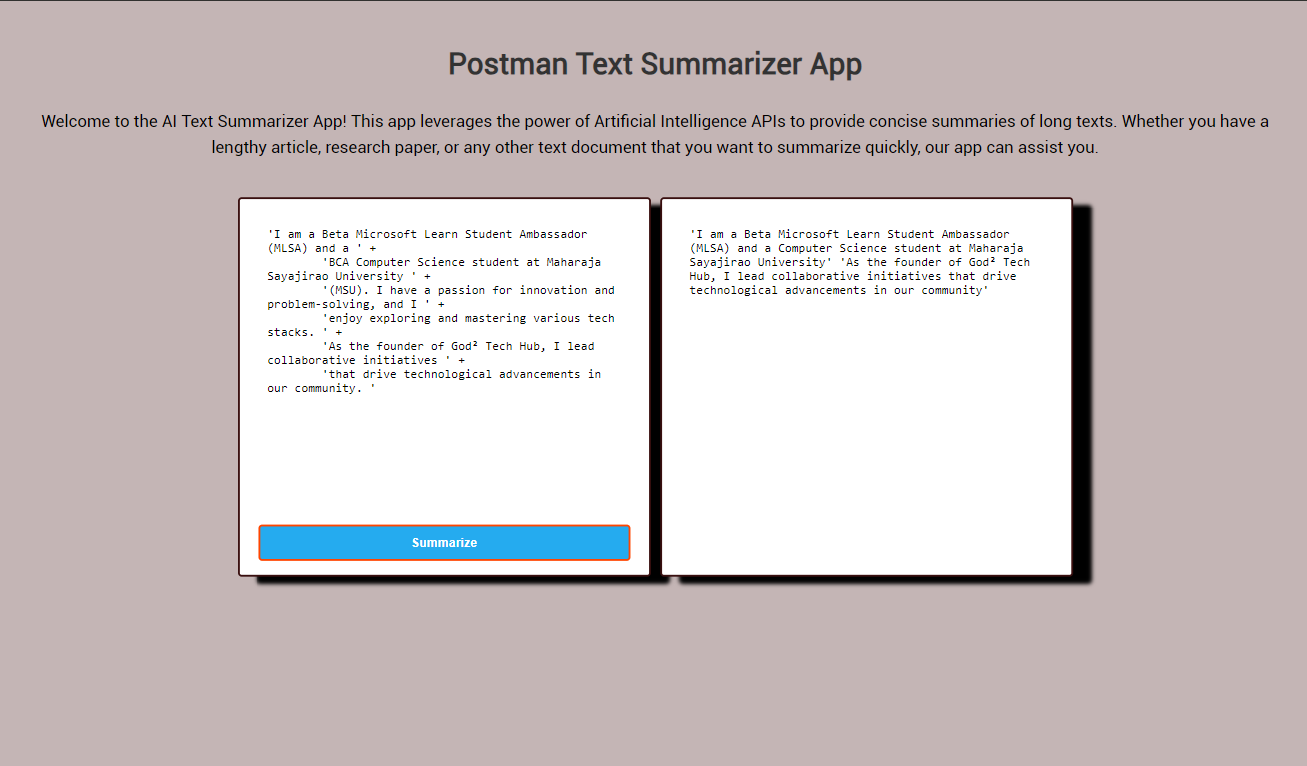 Postman Text Summarizer App
Welcome to the AI Text Summarizer App! This app leverages the power of Artificial Intelligence APIs to provide concise summaries of long texts. Whether you have a
lengthy article, research paper, or any other text document that you want to summarize quickly, our app can assist you.
'I am a Beta Microsoft Learn Student Ambassador
(MLSA) and a ' +
'BCA Computer Science student at Maharaja
Sayajirao University ' +
'(MSU). I have a passion for innovation and
problem-solving, and I ' +
'enjoy exploring and mastering various tech
stacks. ' +
'As the founder of God² Tech Hub, I lead
collaborative initiatives ' +
'that drive technological advancements in
our community. '
Summarize
'I am a Beta Microsoft Learn Student Ambassador
(MLSA) and a Computer Science student at Maharaja
Sayajirao University' 'As the founder of God² Tech
Hub, I lead collaborative initiatives that drive
technological advancements in our community'